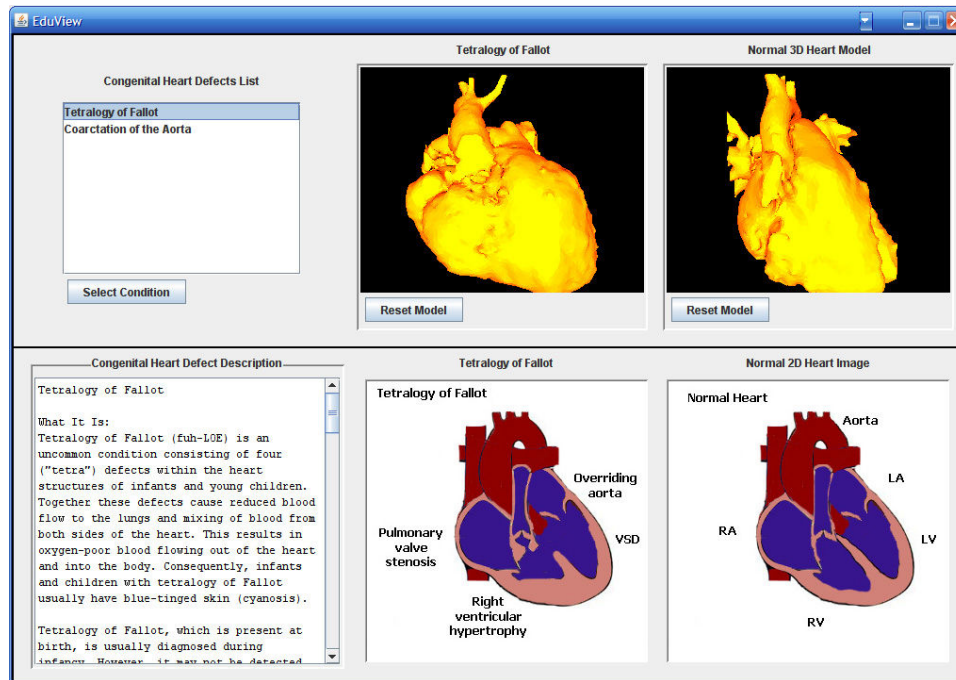 EduView
Congenital Heart Defects List
Tetralogy of Fallot
Coarctation of the Aorta
Select Condition
Tetralogy of Fallot
Reset Model
Normal 3D Heart Model
Reset Model
Congenital Heart Defect Description
Tetralogy of Fallot
What It Is:
Tetralogy of Fallot (fuh-LOE) is an
uncommon condition consisting of four
("tetra") defects within the heart
structures of infants and young children.
Together these defects cause reduced blood
flow to the lungs and mixing of blood from
both sides of the heart. This results in
oxygen-poor blood flowing out of the heart
and into the body. Consequently, infants
and children with tetralogy of Fallot
usually have blue-tinged skin (cyanosis).
Tetralogy of Fallot, which is present at
birth, is usually diagnosed during
infancy. However, it may not be detected
Tetralogy of Fallot
Tetralogy of Fallot
Overriding
aorta
Pulmonary
valve
stenosis
VSD
Right
ventricular
hypertrophy
Normal 2D Heart Image
Normal Heart
Aorta
LA
RA
LV
RV